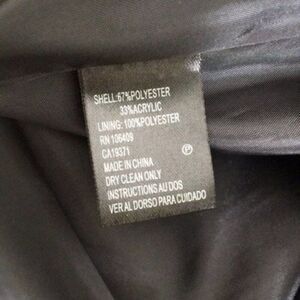 SHELL:67%POLYESTER
33%ACRYLIC
LINING: 100%POLYESTER
RN 106409
CA19371
MADE IN CHINA
DRY CLEAN ONLY
INSTRUCTIONS AU DOS
VER AL DORSO PARA CUIDADO
P